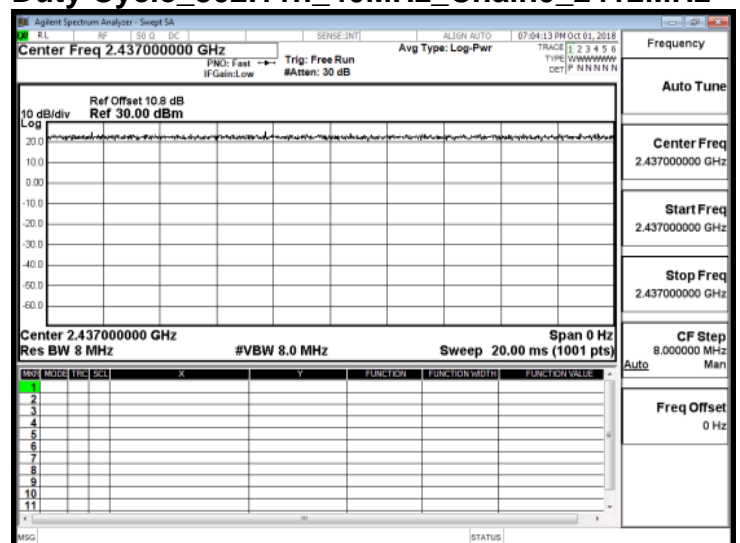 Agilent Spectrum Analyzer - Swept SA
RL RF 50 Ω DC SENSE:INT ALIGN AUTO 07:04:13 PM Oct 01, 2018
Center Freq 2.437000000 GHz
PNO: Fast
IFGain:Low
Trig: Free Run
#Atten: 30 dB
Avg Type: Log-Pwr
TRACE 1 2 3 4 5 6
TYPE WWWWWW
DET P N N N N N
Ref Offset 10.8 dB
10 dB/div Ref 30.00 dBm
Log
20.0
10.0
0.00
-10.0
-20.0
-30.0
-40.0
-50.0
-60.0
Center 2.437000000 GHz Span 0 Hz
Res BW 8 MHz #VBW 8.0 MHz Sweep 20.00 ms (1001 pts)
MKR MODE TRC SCL X Y FUNCTION FUNCTION WIDTH FUNCTION VALUE
1
2
3
4
5
6
7
8
9
10
11
MSG STATUS
Frequency
Auto Tune
Center Freq
2.437000000 GHz
Start Freq
2.437000000 GHz
Stop Freq
2.437000000 GHz
CF Step
8.000000 MHz
Auto Man
Freq Offset
0 Hz